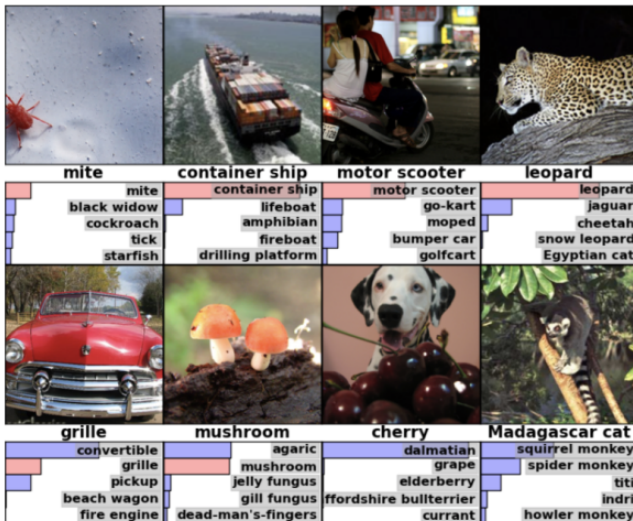 mite
container ship
motor scooter
leopard
mite
black widow
cockroach
tick
starfish
container ship
lifeboat
amphibian
fireboat
drilling platform
motor scooter
go-kart
moped
bumper car
golfcart
leopard
jaguar
cheetah
snow leopard
Egyptian cat
grille
mushroom
cherry
Madagascar cat
convertible
grille
pickup
beach wagon
fire engine
agaric
mushroom
jelly fungus
gill fungus
dead-man's-fingers
dalmatian
grape
elderberry
ffordshire bullterrier
currant
squirrel monkey
spider monkey
titi
indri
howler monkey